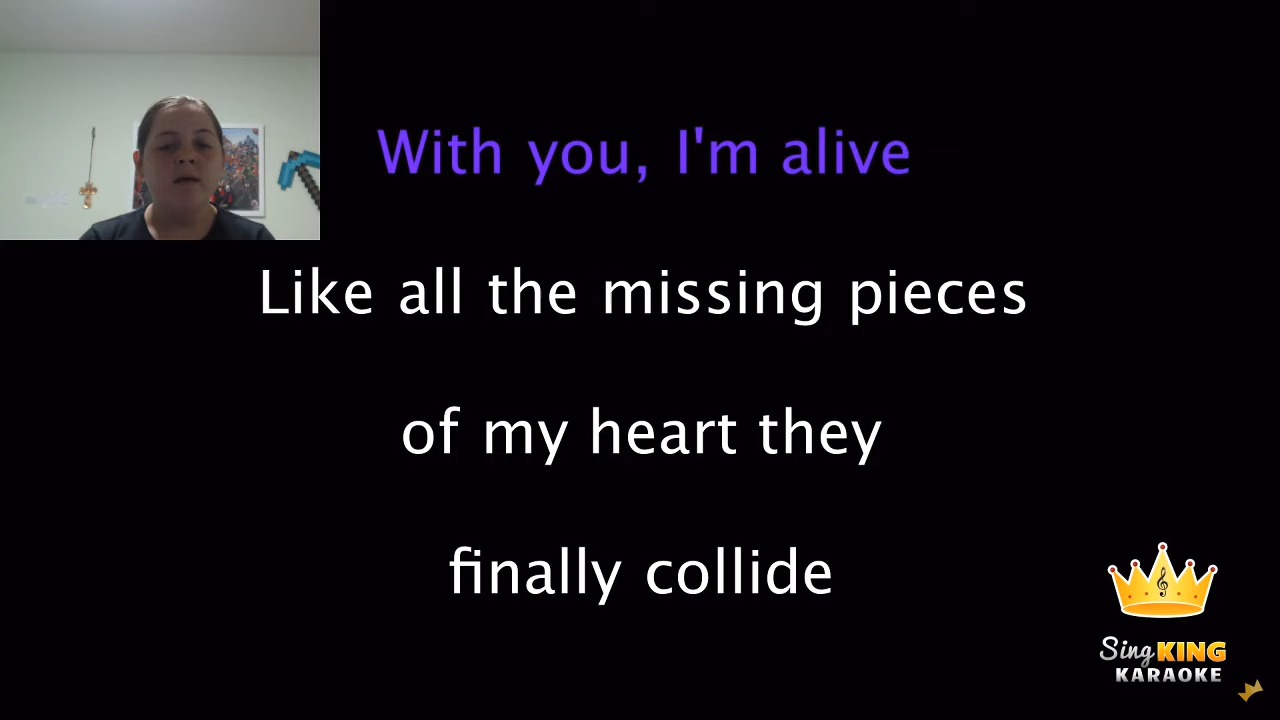 With you, I'm alive
Like all the missing pieces
of my heart they
finally collide
Sing KING
KARAOKE